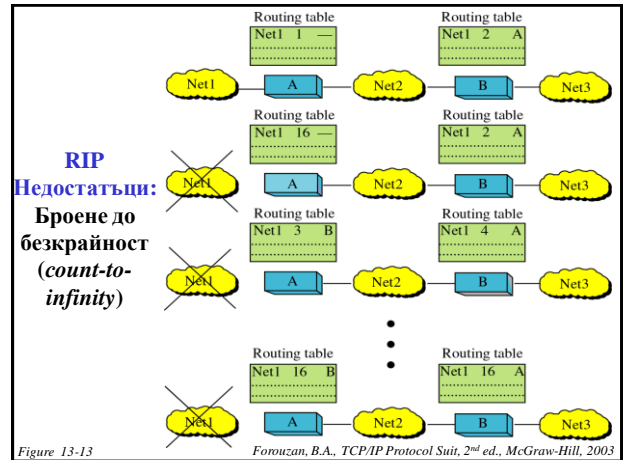 RIP
Недостатъци:
Броене до
безкрайност
(count-to-
infinity)
Routing table
Net1 1 —
Routing table
Net1 2 A
Net1
A
Net2
B
Net3
Routing table
Net1 16 —
Routing table
Net1 2 A
Net1
A
Net2
B
Net3
Routing table
Net1 3 B
Routing table
Net1 4 A
Net1
A
Net2
B
Net3
Routing table
Net1 16 B
Routing table
Net1 16 A
Net1
A
Net2
B
Net3
Figure 13-13
Forouzan, B.A., TCP/IP Protocol Suit, 2nd ed., McGraw-Hill, 2003